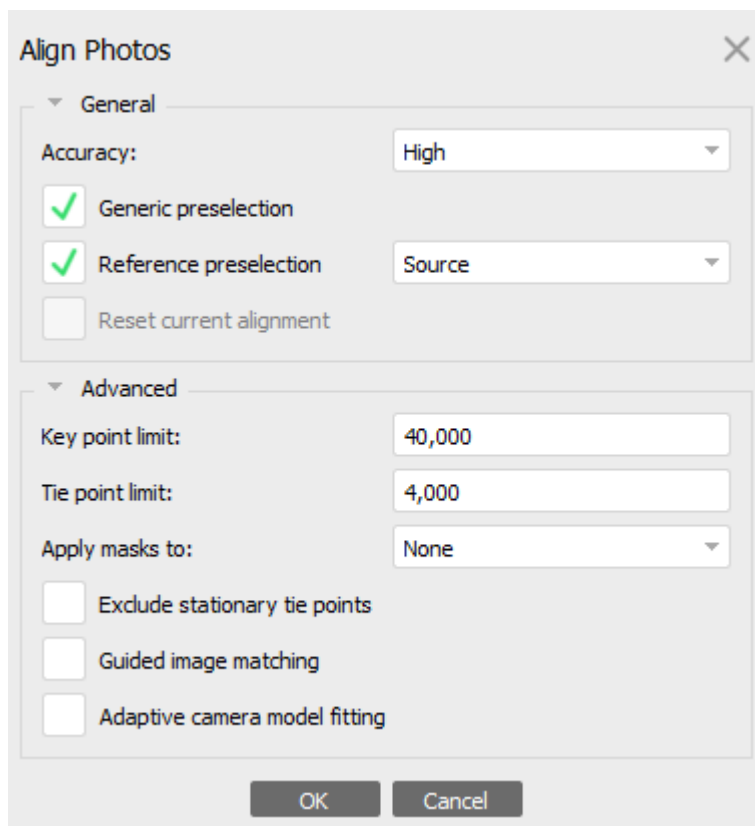 Align Photos
General
Accuracy: High
Generic preselection
Reference preselection Source
Reset current alignment
Advanced
Key point limit: 40,000
Tie point limit: 4,000
Apply masks to: None
Exclude stationary tie points
Guided image matching
Adaptive camera model fitting
OK Cancel